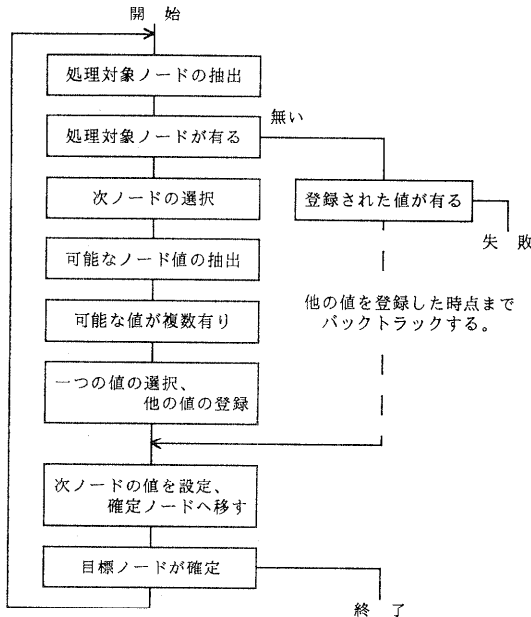 開 始
処理対象ノードの抽出
処理対象ノードが有る
無い
次ノードの選択
登録された値が有る
失 敗
可能なノード値の抽出
可能な値が複数有り
他の値を登録した時点まで
バックトラックする。
一つの値の選択、
他の値の登録
次ノードの値を設定、
確定ノードへ移す
目標ノードが確定
終 了